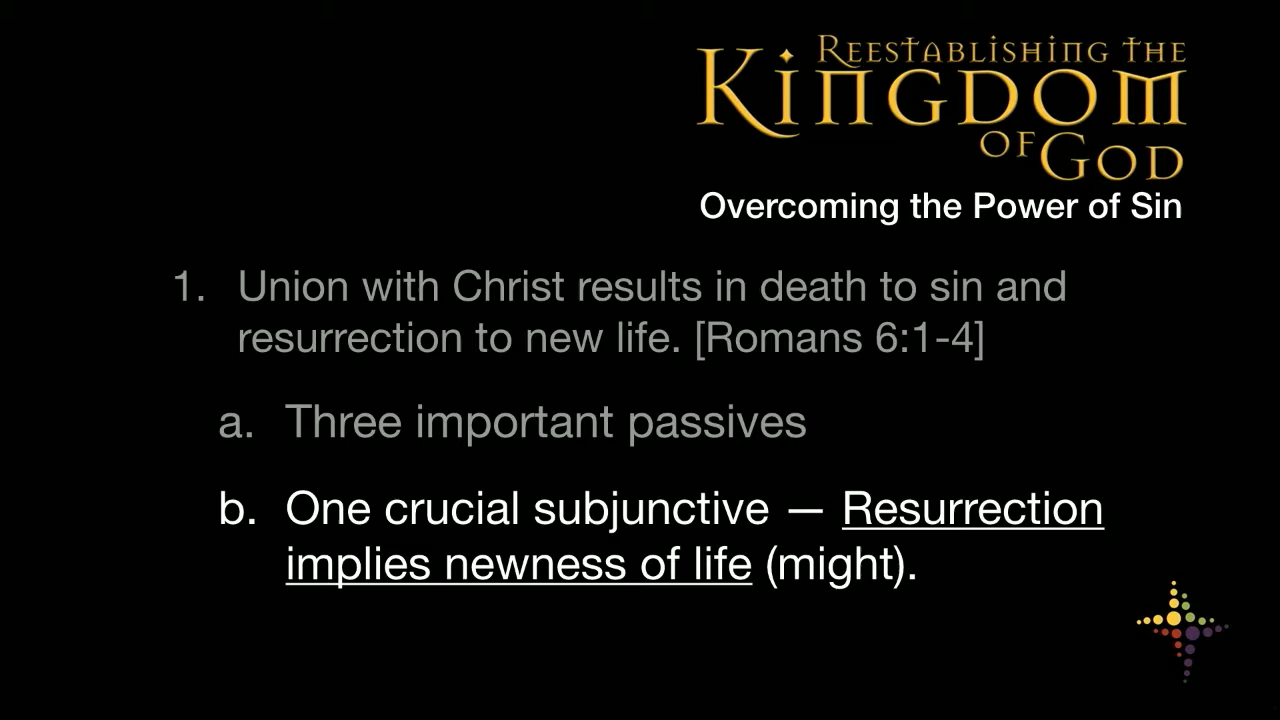 Reestablishing the
Kingdom
of God
Overcoming the Power of Sin
1. Union with Christ results in death to sin and
resurrection to new life. [Romans 6:1-4]
a. Three important passives
b. One crucial subjunctive — Resurrection
implies newness of life (might).